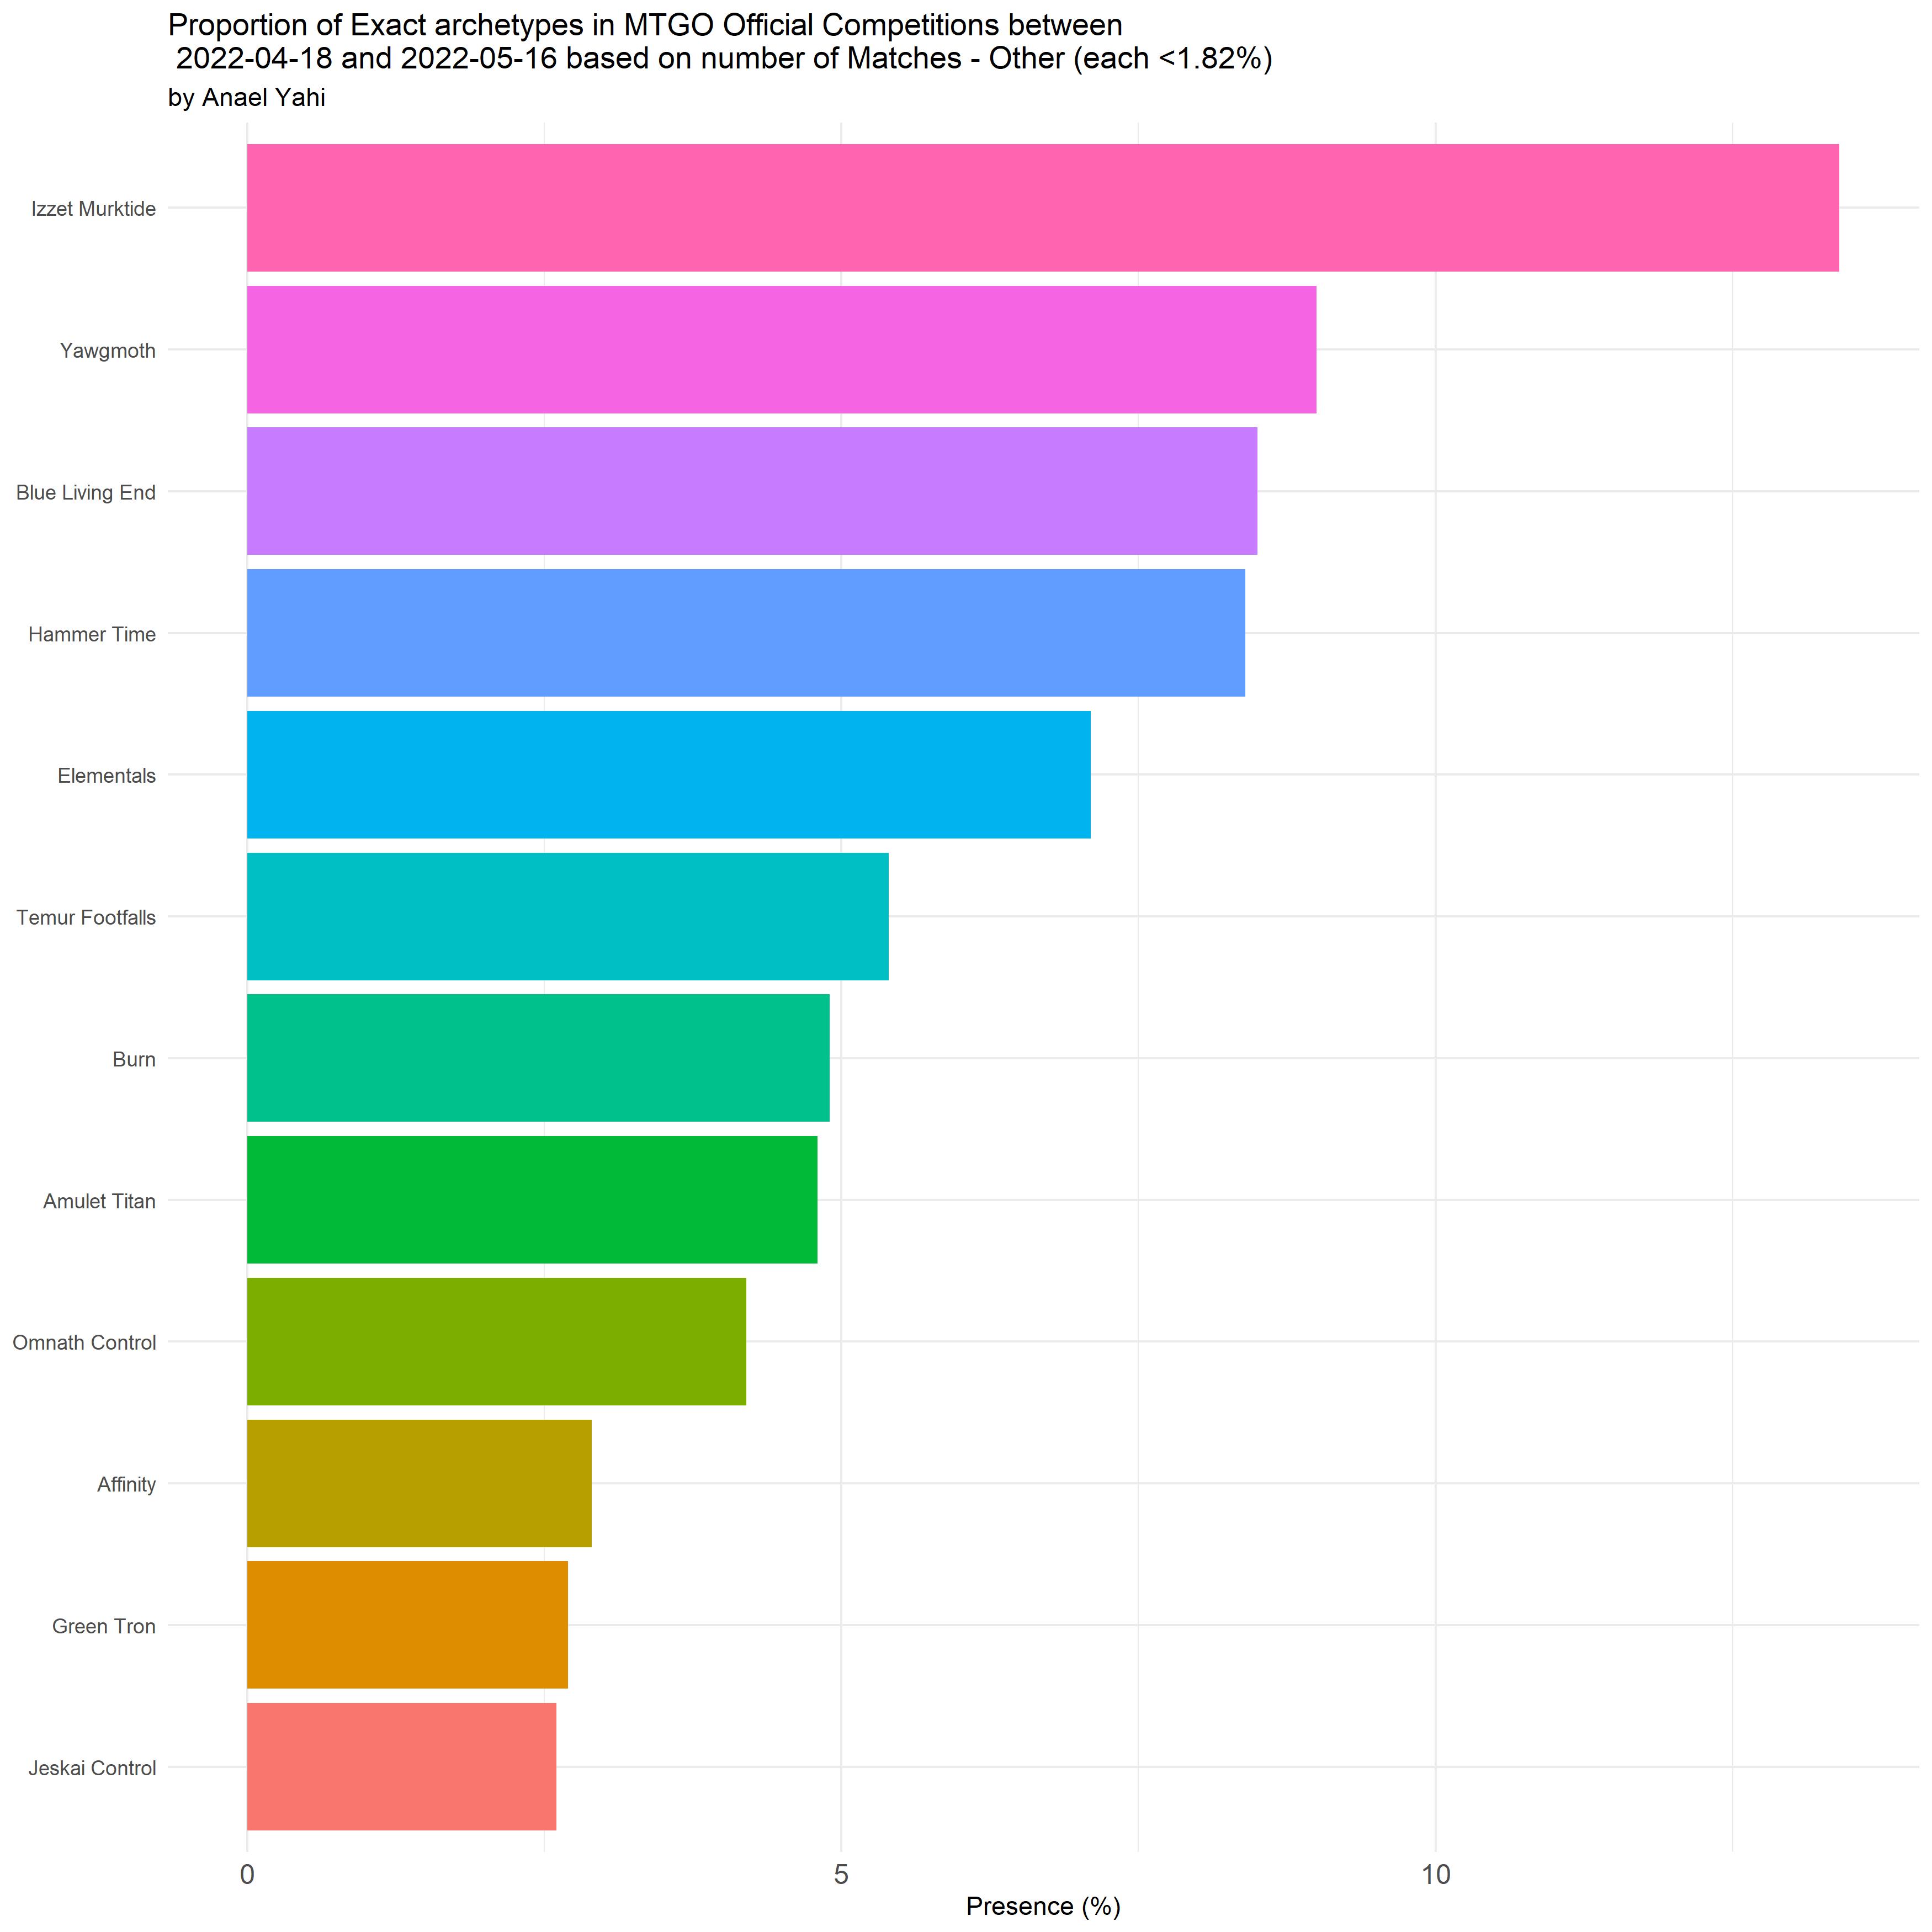 Proportion of Exact archetypes in MTGO Official Competitions between
2022-04-18 and 2022-05-16 based on number of Matches - Other (each <1.82%)
by Anael Yahi
Izzet Murktide
Yawgmoth
Blue Living End
Hammer Time
Elementals
Temur Footfalls
Burn
Amulet Titan
Omnath Control
Affinity
Green Tron
Jeskai Control
0 5 10
Presence (%)